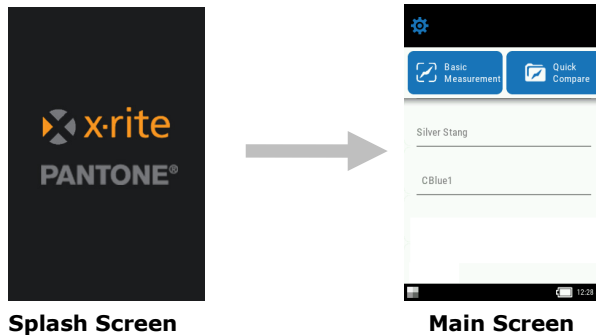 x·rite
PANTONE®
Basic
Measurement
Quick
Compare
Silver Stang
CBlue1
12:28
Splash Screen
Main Screen